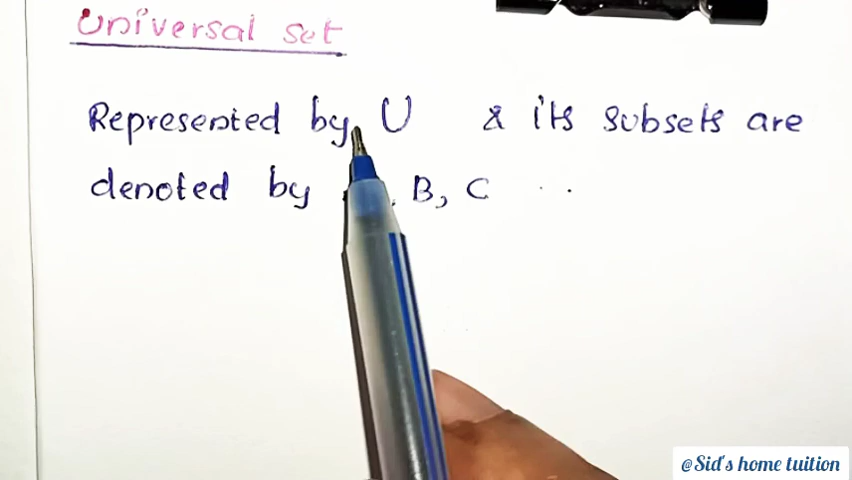 Universal set
Represented by U & its subsets are
denoted by , B, C . .
@Sid's home tuition